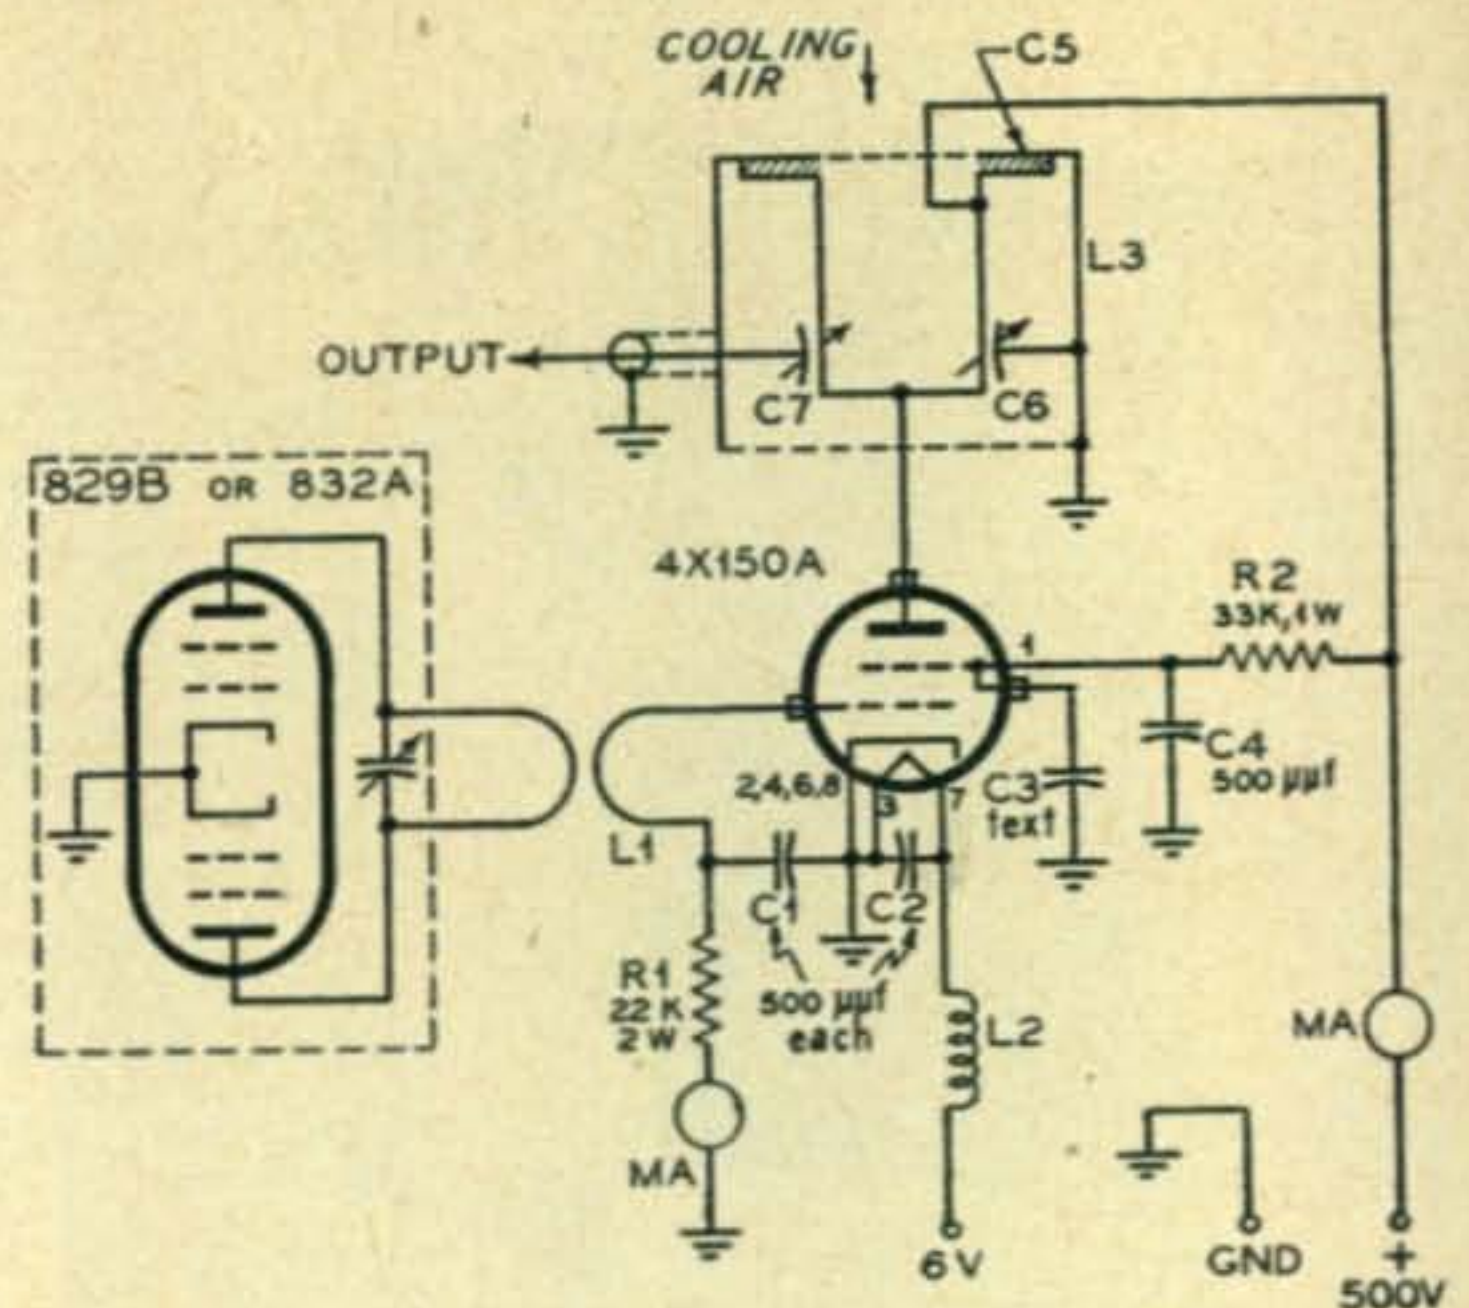 COOLING
AIR
C5
L3
OUTPUT
C7
C6
829B OR 832A
4X150A
R2
33K, 1W
1
2,4,6,8
3
7
C3
text
C4
500 µµf
L1
C1
C2
R1
22K
2W
500 µµf
each
L2
MA
MA
6V
GND
+
500V